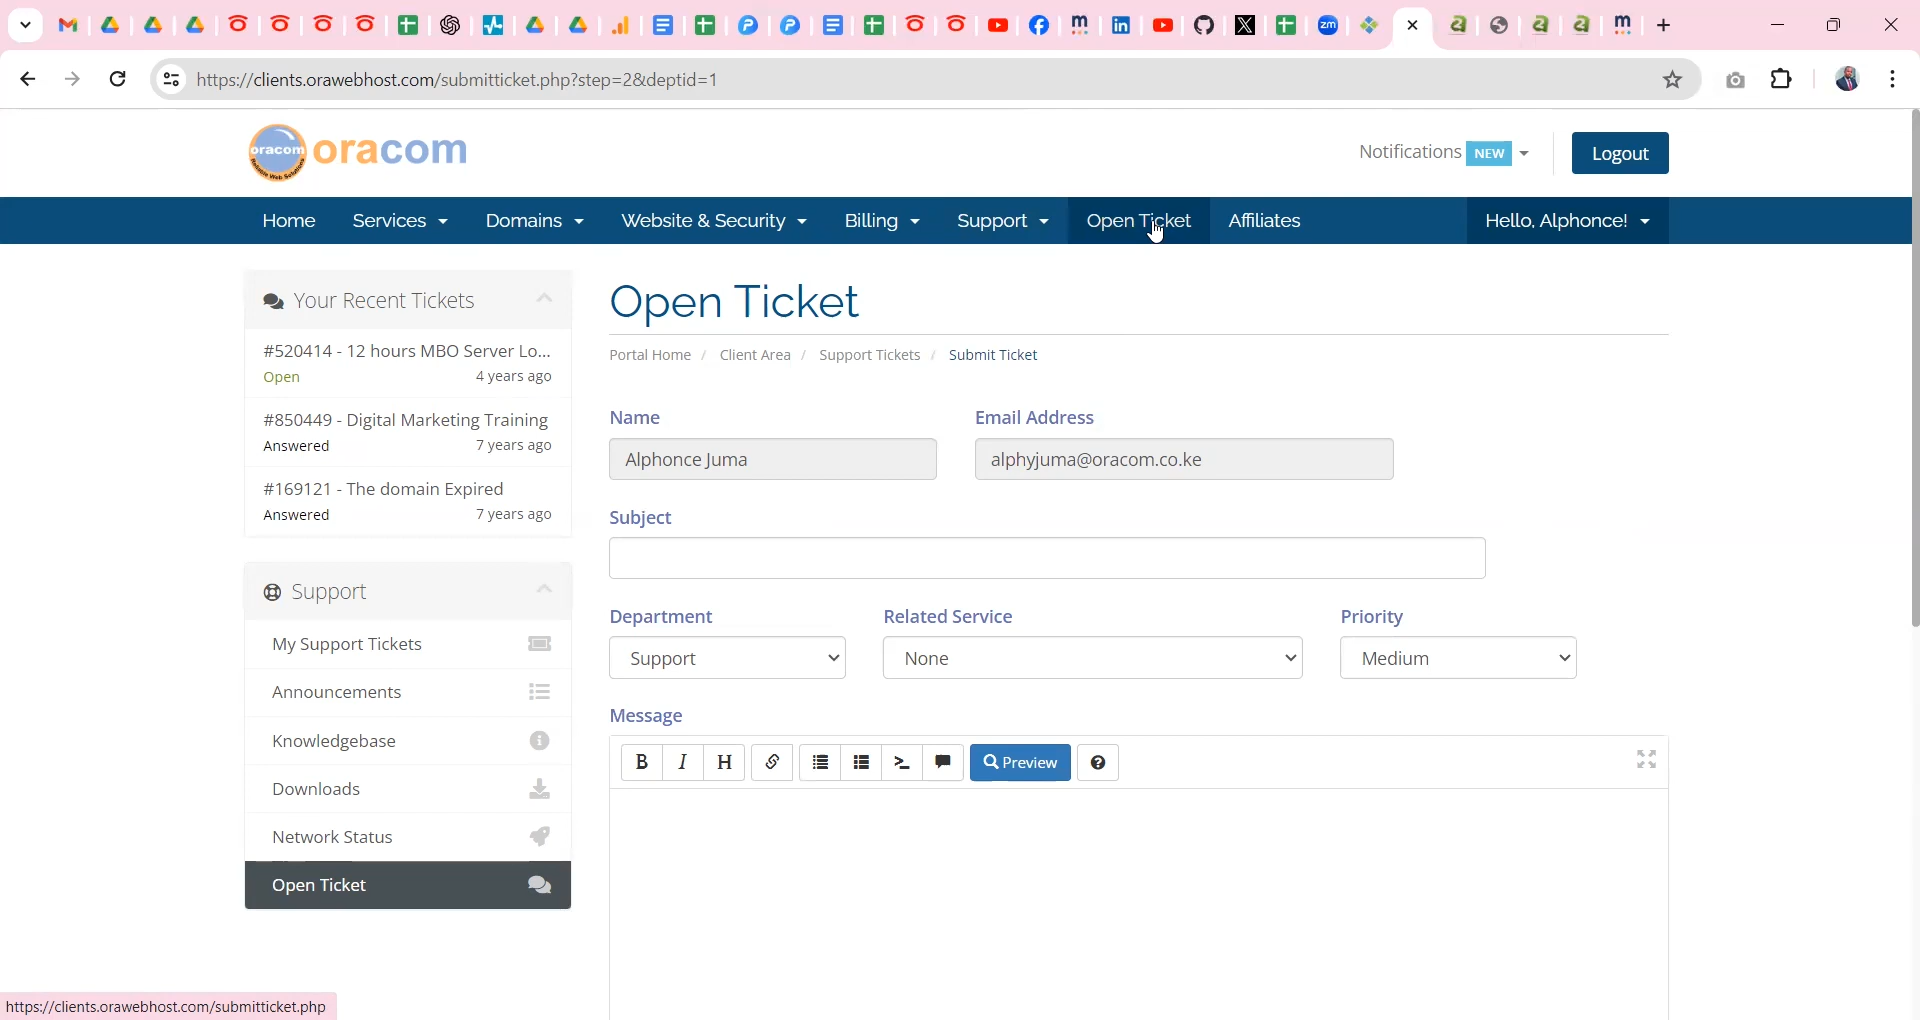 zm
https://clients.orawebhost.com/submitticket.php?step=2&deptid=1
oracom
Reliable Web Solutions
oracom
Notifications NEW
Logout
Home Services Domains Website & Security Billing Support Open Ticket Affiliates Hello, Alphonce!
Your Recent Tickets
#520414 - 12 hours MBO Server Lo...
Open 4 years ago
#850449 - Digital Marketing Training
Answered 7 years ago
#169121 - The domain Expired
Answered 7 years ago
Support
My Support Tickets
Announcements
Knowledgebase
Downloads
Network Status
Open Ticket
Open Ticket
Portal Home / Client Area / Support Tickets / Submit Ticket
Name Email Address
Alphonce Juma alphyjuma@oracom.co.ke
Subject
Department Related Service Priority
Support None Medium
Message
B I H Preview
https://clients.orawebhost.com/submitticket.php